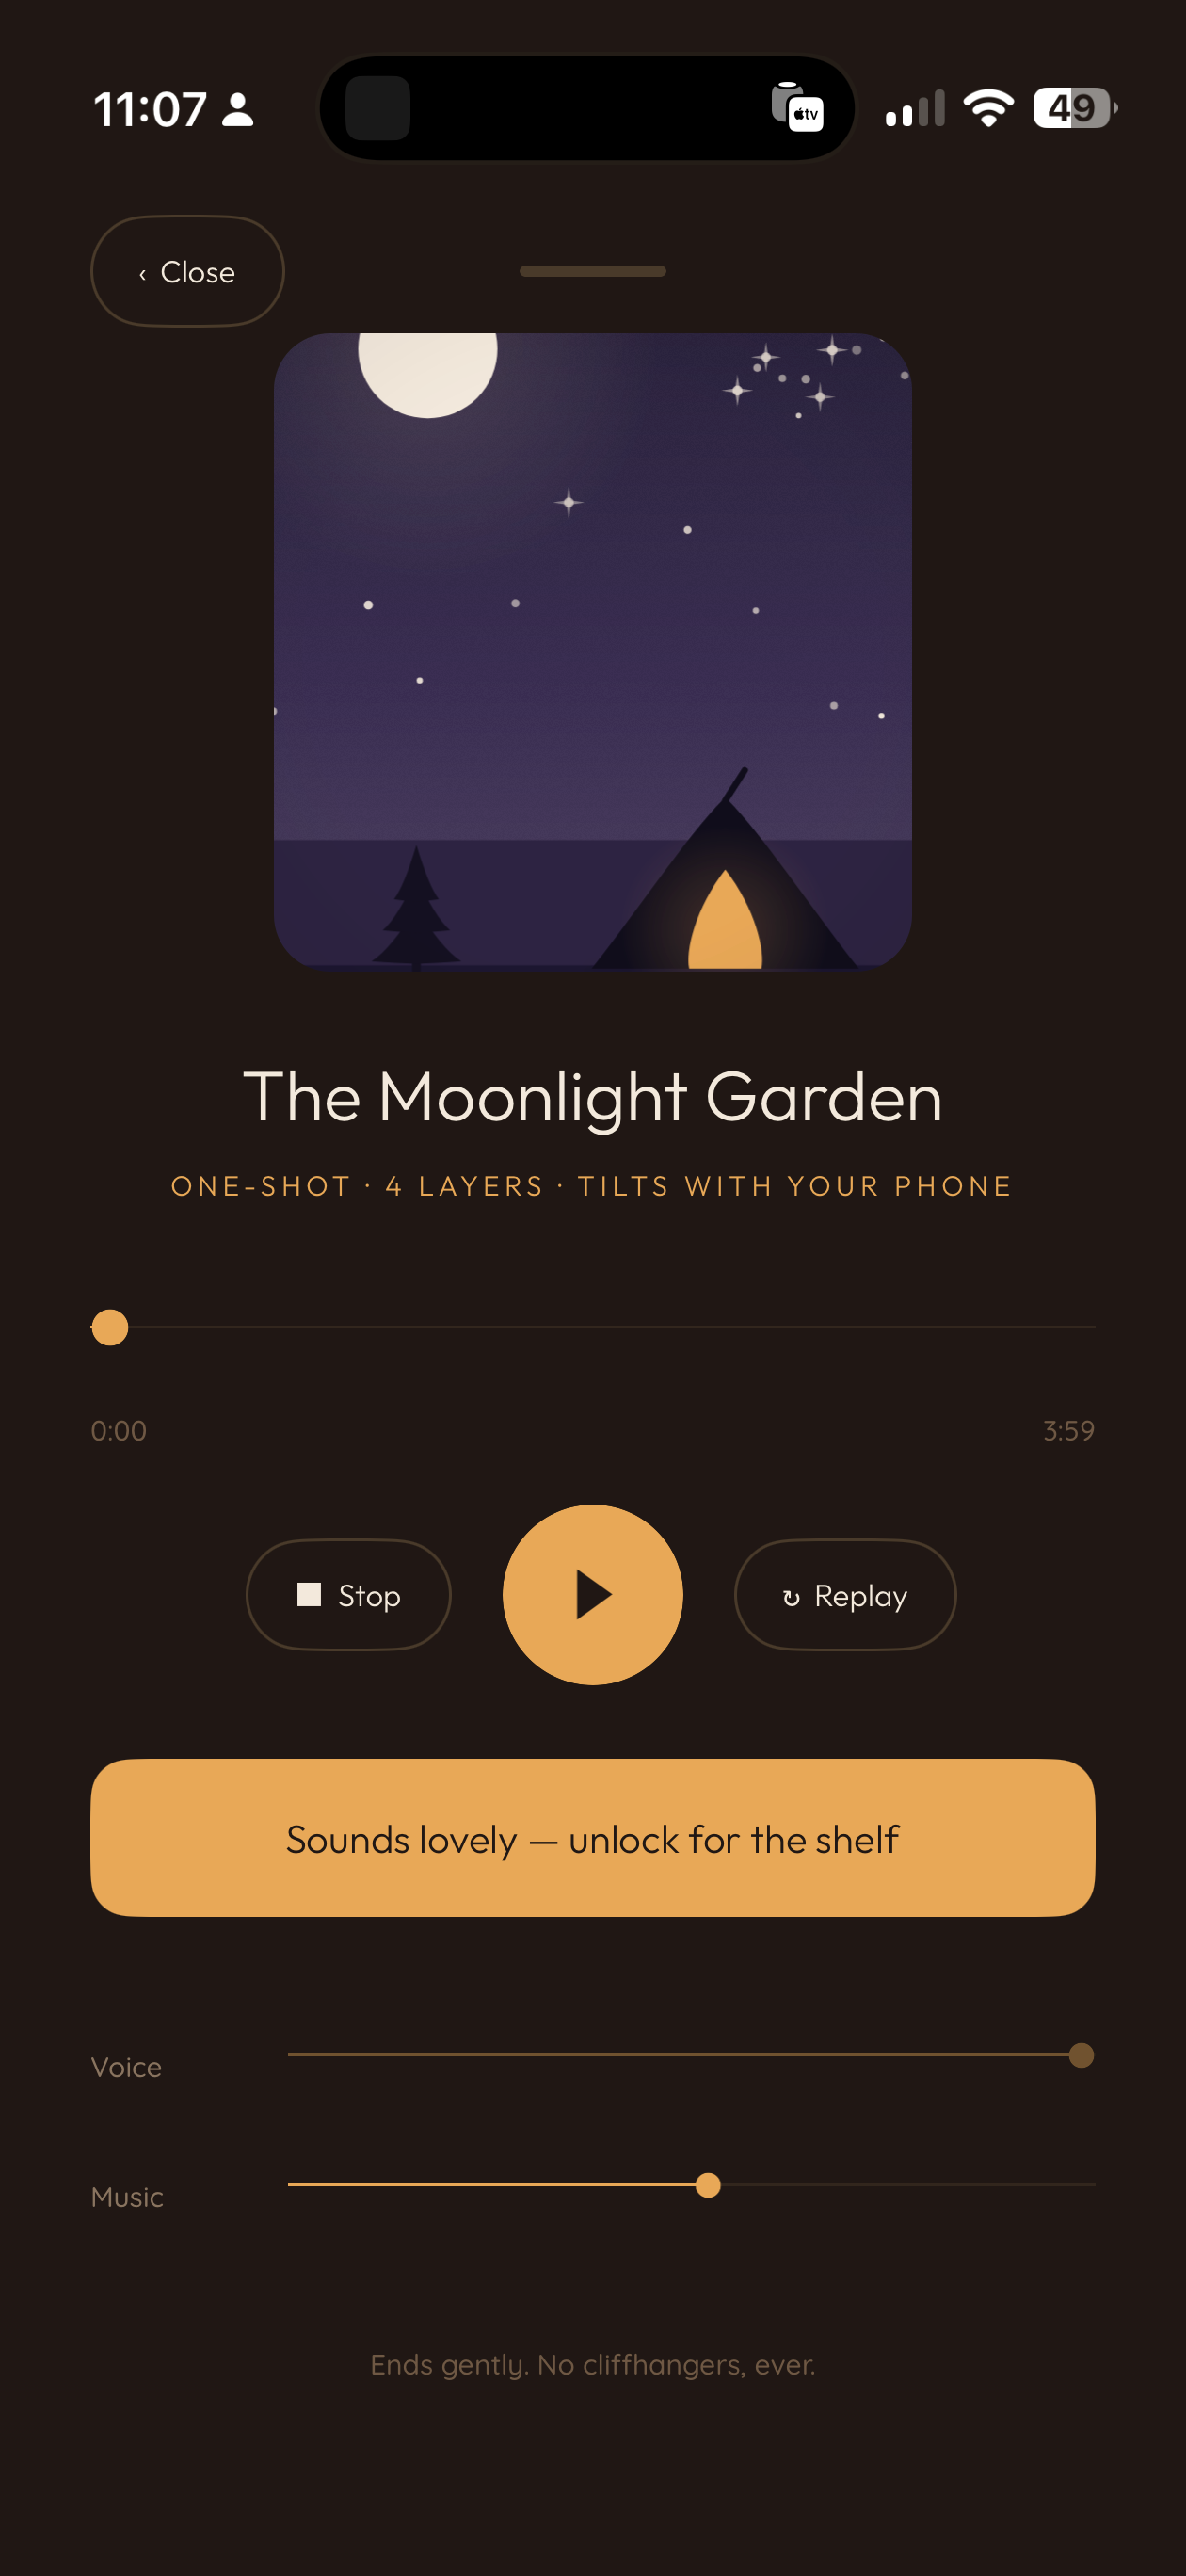 11:07
tv
49
‹ Close
The Moonlight Garden
ONE-SHOT · 4 LAYERS · TILTS WITH YOUR PHONE
0:00
3:59
Stop
↻ Replay
Sounds lovely — unlock for the shelf
Voice
Music
Ends gently. No cliffhangers, ever.